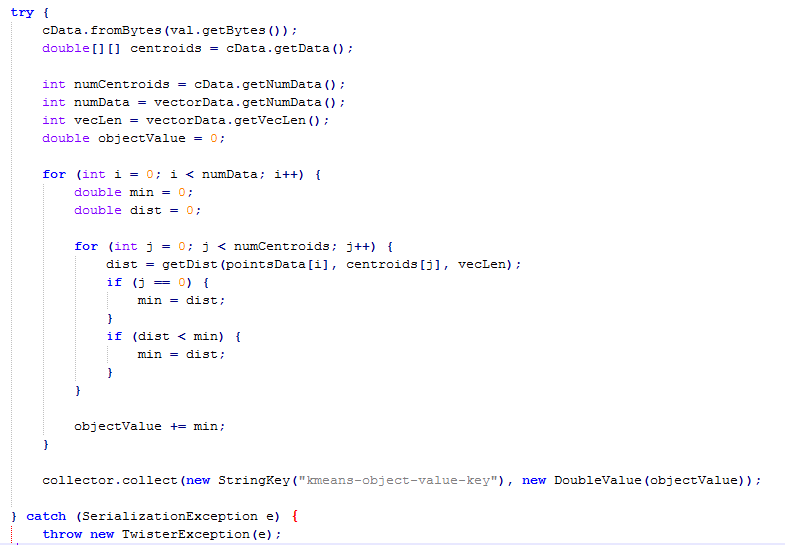 try {
    cData.fromBytes(val.getBytes());
    double[][] centroids = cData.getData();

    int numCentroids = cData.getNumData();
    int numData = vectorData.getNumData();
    int vecLen = vectorData.getVecLen();
    double objectValue = 0;

    for (int i = 0; i < numData; i++) {
        double min = 0;
        double dist = 0;

        for (int j = 0; j < numCentroids; j++) {
            dist = getDist(pointsData[i], centroids[j], vecLen);
            if (j == 0) {
                min = dist;
            }
            if (dist < min) {
                min = dist;
            }
        }

        objectValue += min;
    }

    collector.collect(new StringKey("kmeans-object-value-key"), new DoubleValue(objectValue));

} catch (SerializationException e) {
    throw new TwisterException(e);